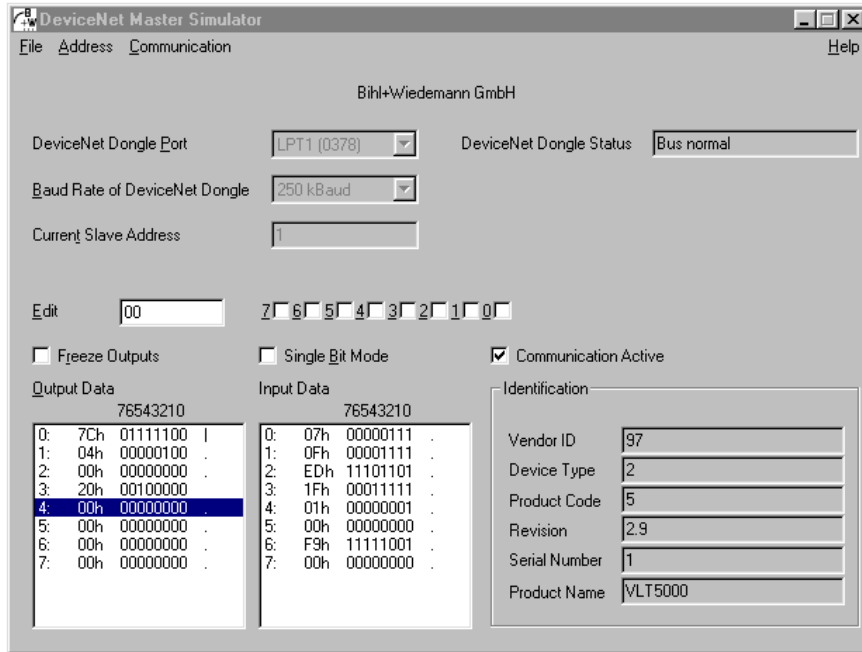 DeviceNet Master Simulator
File Address Communication Help
Bihl+Wiedemann GmbH
DeviceNet Dongle Port LPT1 (0378) DeviceNet Dongle Status Bus normal
Baud Rate of DeviceNet Dongle 250 kBaud
Current Slave Address 1
Edit 00 7 6 5 4 3 2 1 0
Freeze Outputs Single Bit Mode Communication Active
Output Data Input Data Identification
76543210 76543210
0: 7Ch 01111100 | 0: 07h 00000111 .
1: 04h 00000100 . 1: 0Fh 00001111 .
2: 00h 00000000 . 2: EDh 11101101 .
3: 20h 00100000 3: 1Fh 00011111 .
4: 00h 00000000 . 4: 01h 00000001 .
5: 00h 00000000 . 5: 00h 00000000 .
6: 00h 00000000 . 6: F9h 11111001 .
7: 00h 00000000 . 7: 00h 00000000 .
Vendor ID 97
Device Type 2
Product Code 5
Revision 2.9
Serial Number 1
Product Name VLT5000